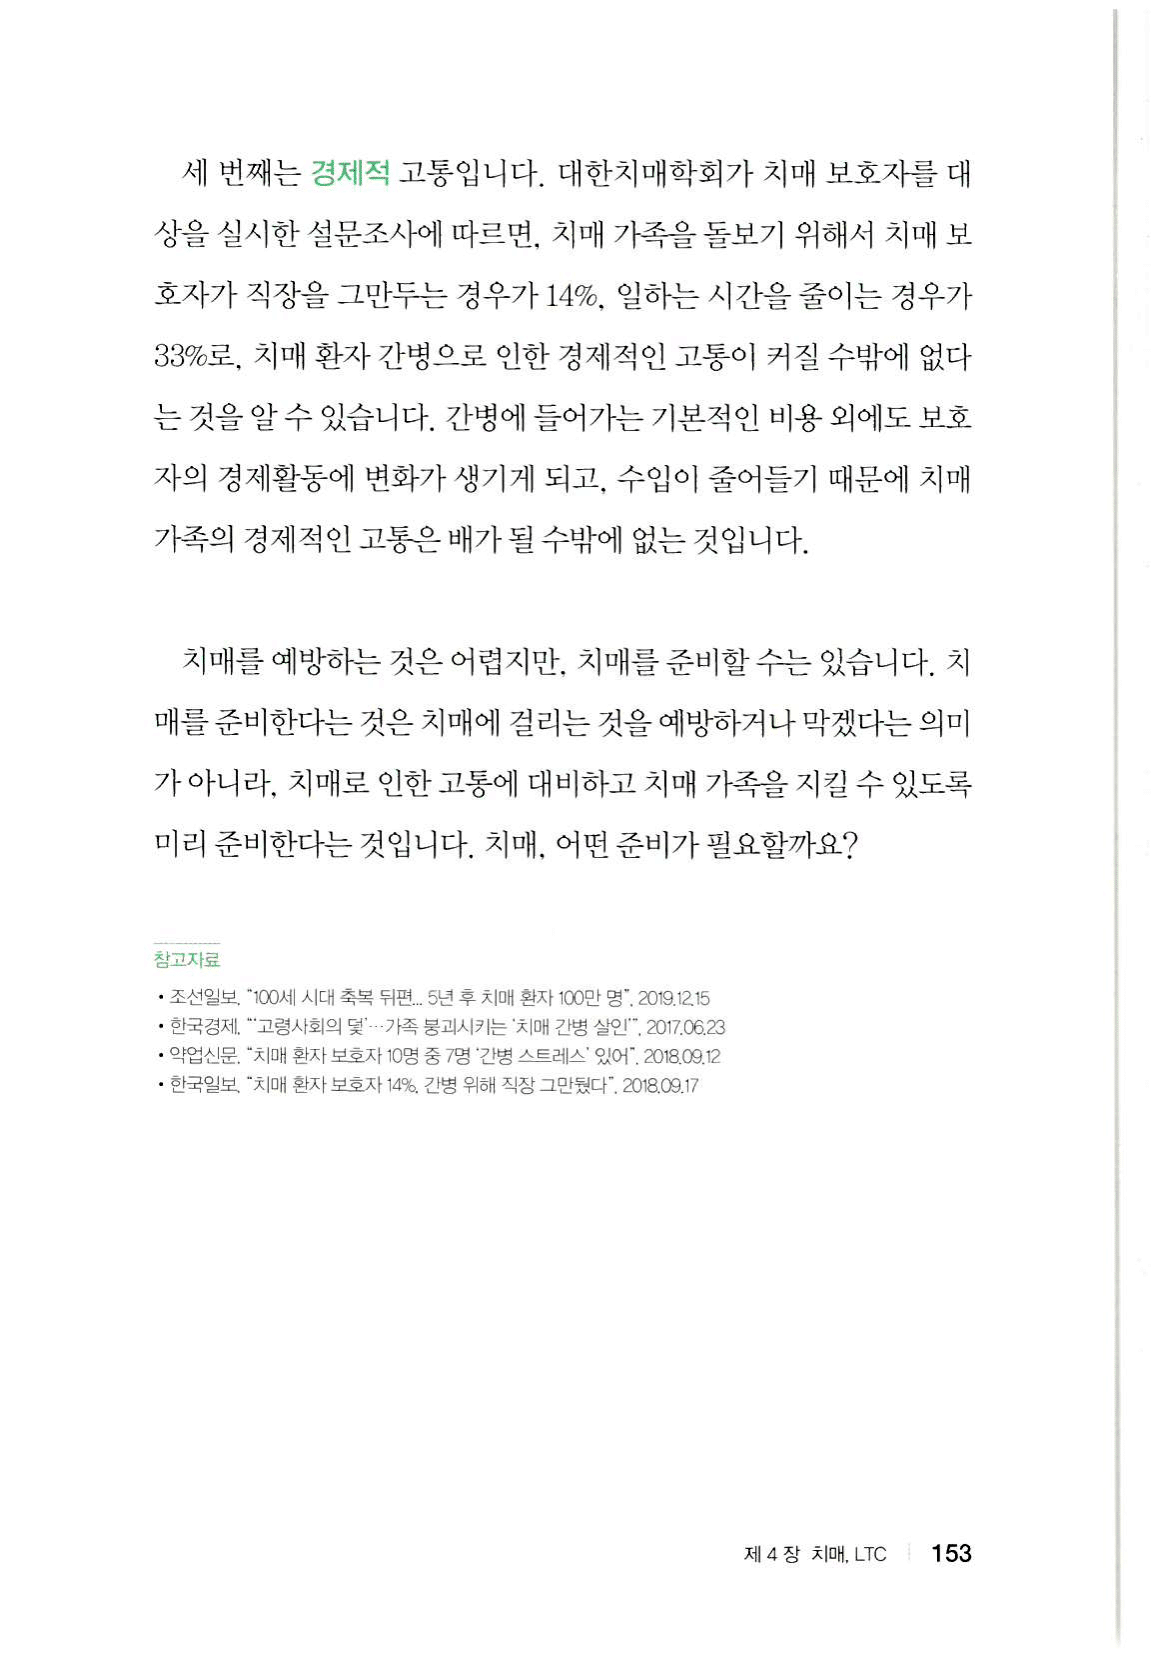 세 번째는 경제적 고통입니다. 대한치매학회가 치매 보호자를 대
상을 실시한 설문조사에 따르면, 치매 가족을 돌보기 위해서 치매 보
호자가 직장을 그만두는 경우가 14%, 일하는 시간을 줄이는 경우가
33%로, 치매 환자 간병으로 인한 경제적인 고통이 커질 수밖에 없다
는 것을 알 수 있습니다. 간병에 들어가는 기본적인 비용 외에도 보호
자의 경제활동에 변화가 생기게 되고, 수입이 줄어들기 때문에 치매
가족의 경제적인 고통은 배가 될 수밖에 없는 것입니다.
치매를 예방하는 것은 어렵지만, 치매를 준비할 수는 있습니다. 치
매를 준비한다는 것은 치매에 걸리는 것을 예방하거나 막겠다는 의미
가 아니라, 치매로 인한 고통에 대비하고 치매 가족을 지킬 수 있도록
미리 준비한다는 것입니다. 치매, 어떤 준비가 필요할까요?
참고자료
• 조선일보, “100세 시대 축복 뒤편... 5년 후 치매 환자 100만 명”, 2019.12.15
• 한국경제, “‘고령사회의 덫’…가족 붕괴시키는 ‘치매 간병 살인’”, 2017.06.23
• 약업신문, “치매 환자 보호자 10명 중 7명 ‘간병 스트레스’ 있어”, 2018.09.12
• 한국일보, “치매 환자 보호자 14%, 간병 위해 직장 그만뒀다”, 2018.09.17
제 4 장 치매, LTC | 153